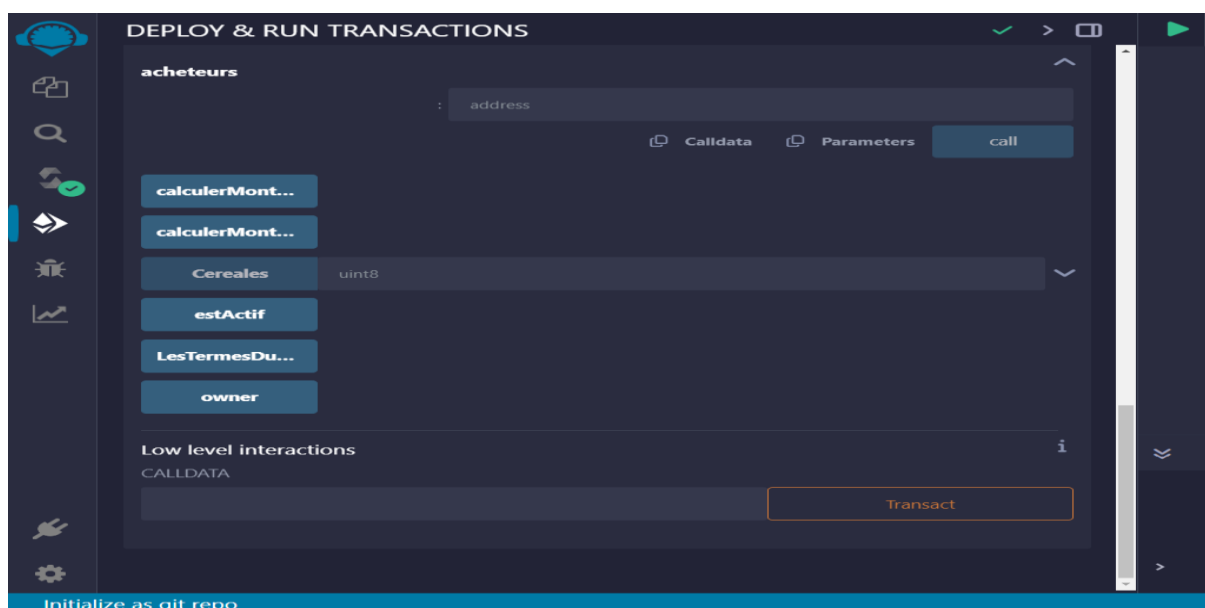 DEPLOY & RUN TRANSACTIONS
acheteurs
: address
Calldata Parameters call
calculerMont...
calculerMont...
Cereales uint8
estActif
LesTermesDu...
owner
Low level interactions i
CALLDATA
Transact
Initialize as git repo